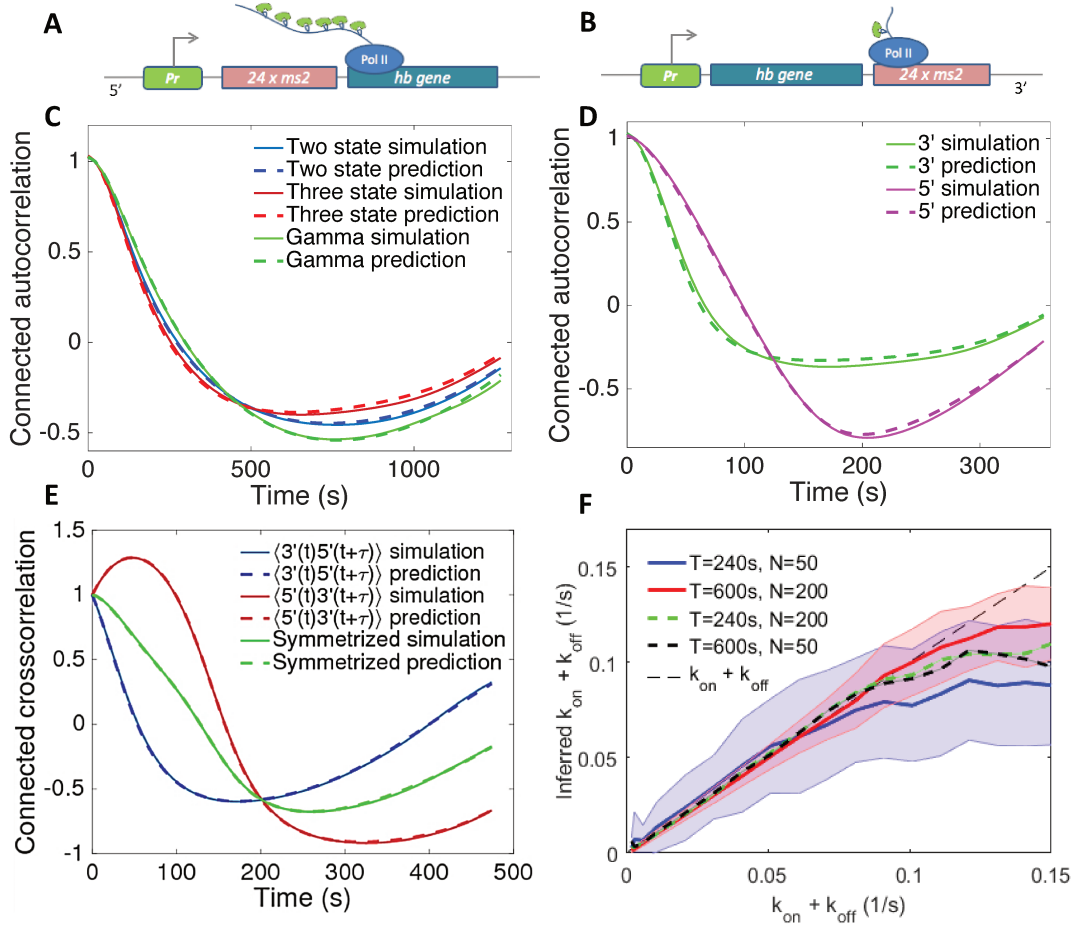 A
Pol II
Pr
24 x ms2
hb gene
5’
B
Pol II
Pr
hb gene
24 x ms2
3’
C
Connected autocorrelation
1
0.5
0
-0.5
Two state simulation
Two state prediction
Three state simulation
Three state prediction
Gamma simulation
Gamma prediction
0
500
1000
Time (s)
D
Connected autocorrelation
1
0.5
0
-0.5
3' simulation
3' prediction
5' simulation
5' prediction
0
100
200
300
Time (s)
E
Connected crosscorrelation
1.5
1
0.5
0
-0.5
-1
⟨3'(t)5'(t+τ)⟩ simulation
⟨3'(t)5'(t+τ)⟩ prediction
⟨5'(t)3'(t+τ)⟩ simulation
⟨5'(t)3'(t+τ)⟩ prediction
Symmetrized simulation
Symmetrized prediction
0
100
200
300
400
500
Time (s)
F
Inferred kon + koff (1/s)
0.15
0.1
0.05
0
T=240s, N=50
T=600s, N=200
T=240s, N=200
T=600s, N=50
kon + koff
0
0.05
0.1
0.15
kon + koff (1/s)